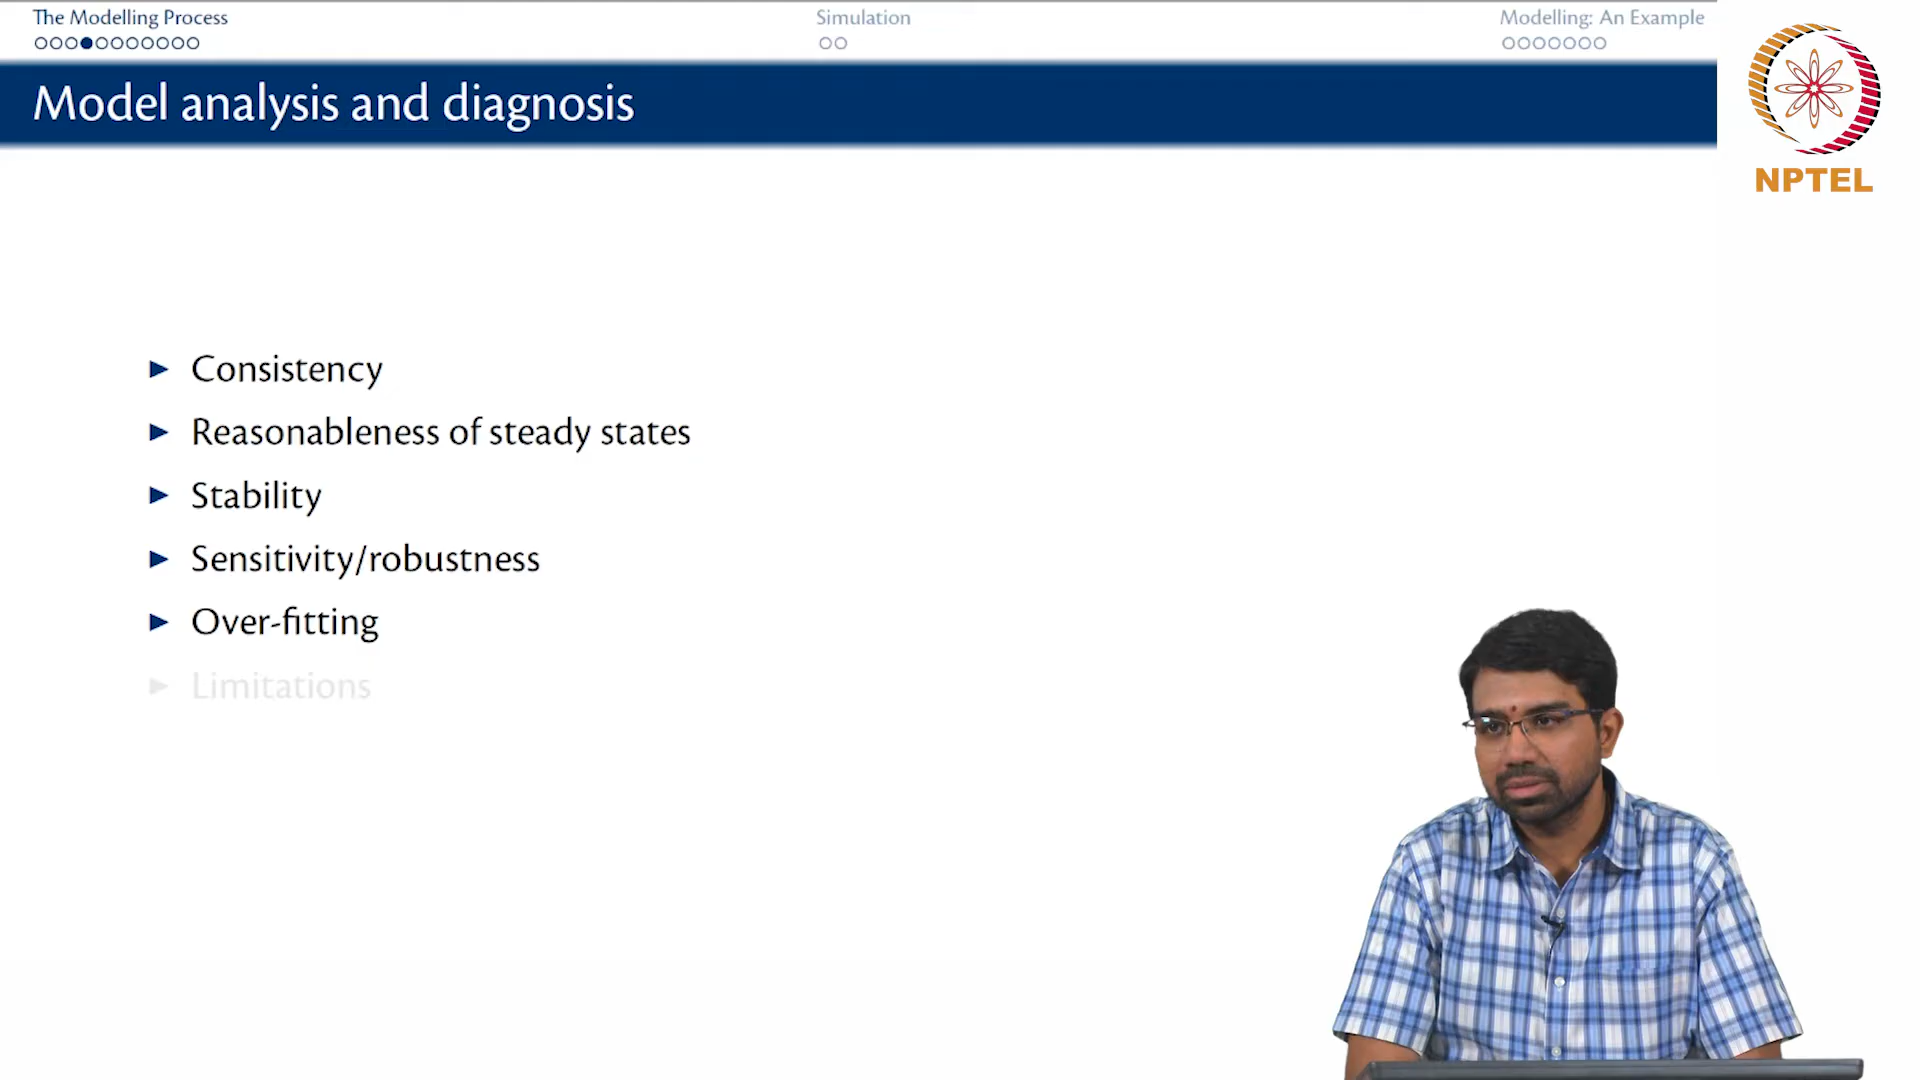 The Modelling Process
Simulation
Modelling: An Example
Model analysis and diagnosis
NPTEL
Consistency
Reasonableness of steady states
Stability
Sensitivity/robustness
Over-fitting
Limitations